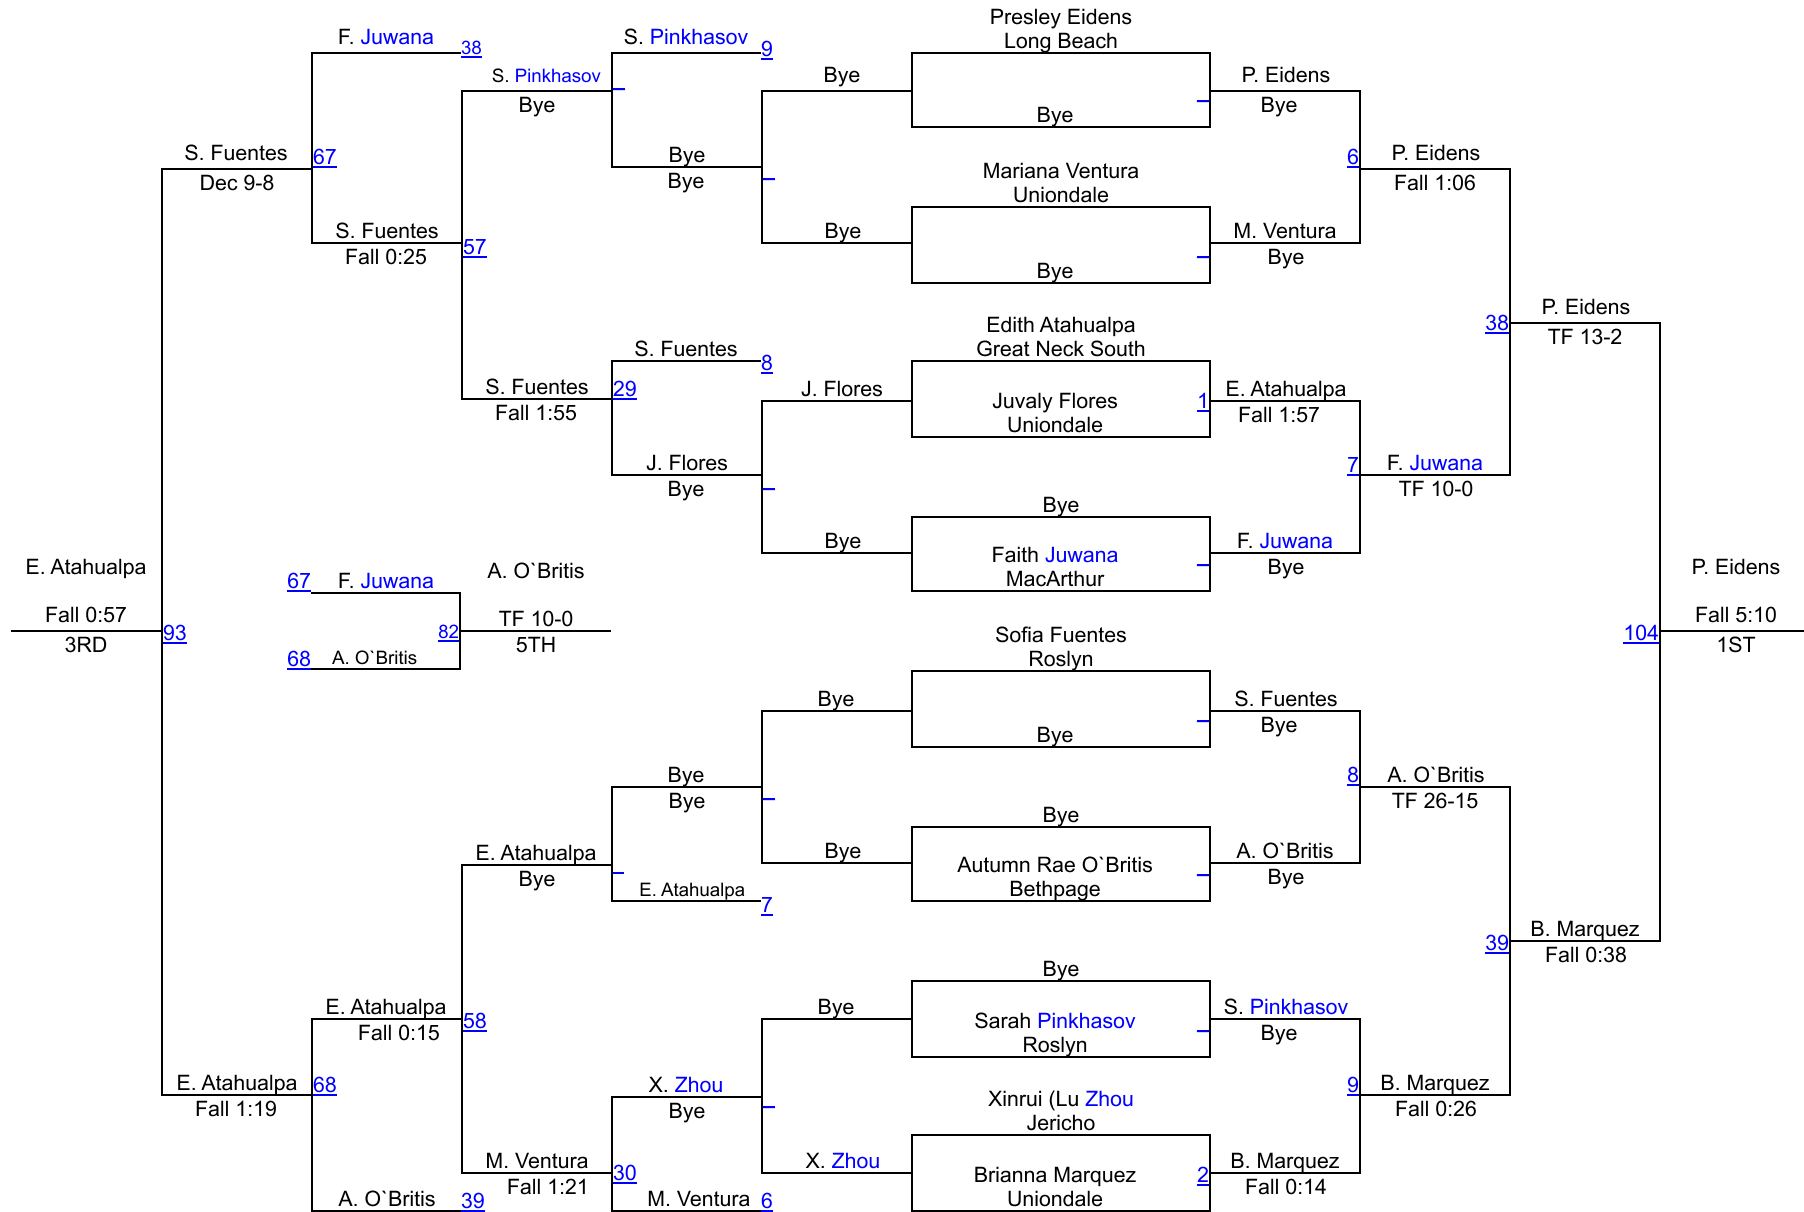 Presley Eidens
F. Juwana
38
S. Pinkhasov
9
Long Beach
S. Pinkhasov
Bye
P. Eidens
Bye
Bye
Bye
S. Fuentes
67
Bye
6
P. Eidens
Dec 9-8
Bye
Mariana Ventura
Fall 1:06
Uniondale
S. Fuentes
57
Bye
M. Ventura
Fall 0:25
Bye
Bye
P. Eidens
Edith Atahualpa
38
TF 13-2
S. Fuentes
8
Great Neck South
S. Fuentes
29
J. Flores
Juvaly Flores
1
E. Atahualpa
Fall 1:55
Uniondale
Fall 1:57
J. Flores
7
F. Juwana
Bye
TF 10-0
Bye
Bye
Faith Juwana
F. Juwana
E. Atahualpa
67
F. Juwana
A. O`Britis
MacArthur
Bye
P. Eidens
Fall 0:57
TF 10-0
Fall 5:10
93
82
Sofia Fuentes
104
3RD
5TH
1ST
68
A. O`Britis
Roslyn
Bye
S. Fuentes
Bye
Bye
Bye
8
A. O`Britis
Bye
TF 26-15
Bye
E. Atahualpa
Bye
Autumn Rae O`Britis
A. O`Britis
Bye
E. Atahualpa
7
Bethpage
Bye
B. Marquez
39
Fall 0:38
Bye
E. Atahualpa
58
Bye
Sarah Pinkhasov
S. Pinkhasov
Fall 0:15
Roslyn
Bye
E. Atahualpa
68
X. Zhou
9
B. Marquez
Fall 1:19
Bye
Xinrui (Lu Zhou
Fall 0:26
Jericho
M. Ventura
30
X. Zhou
Brianna Marquez
2
B. Marquez
Fall 1:21
Uniondale
Fall 0:14
A. O`Britis
39
M. Ventura
6